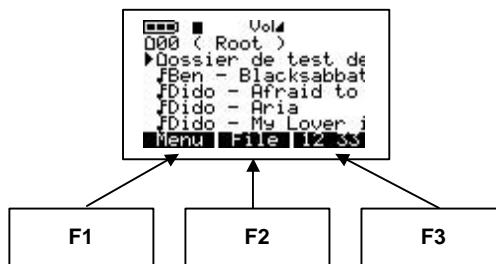 Vol
000 ( Root )
Dossier de test de
Ben - Blacksabbat
Dido - Afraid to
Dido - Aria
Dido - My Lover i
Menu File 12 33
F1 F2 F3